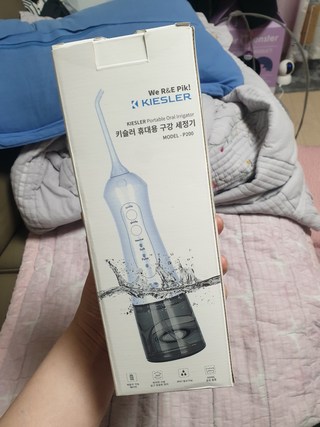 We R&E Pik!
KIESLER
KIESLER Portable Oral Irrigator
키슬러 휴대용 구강 세정기
MODEL - P200